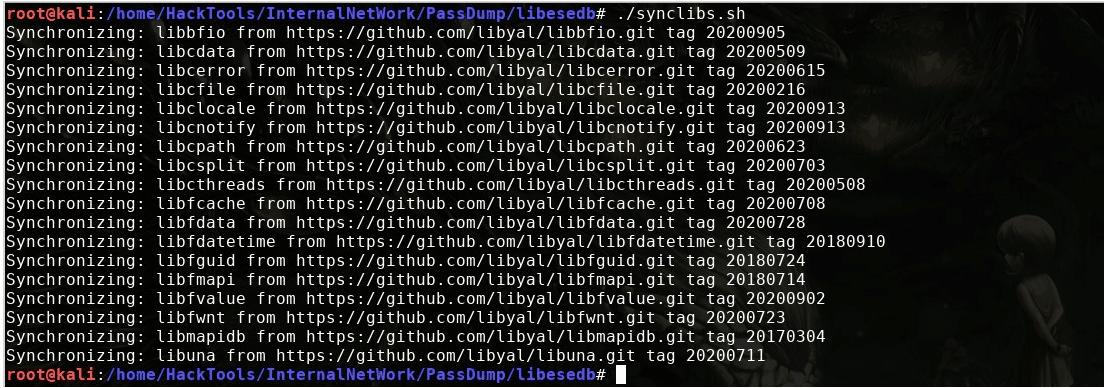 root@kali:/home/HackTools/InternalNetWork/PassDump/libesedb# ./synclibs.sh
Synchronizing: libbfio from https://github.com/libyal/libbfio.git tag 20200905
Synchronizing: libcdata from https://github.com/libyal/libcdata.git tag 20200509
Synchronizing: libcerror from https://github.com/libyal/libcerror.git tag 20200615
Synchronizing: libcfile from https://github.com/libyal/libcfile.git tag 20200216
Synchronizing: libclocale from https://github.com/libyal/libclocale.git tag 20200913
Synchronizing: libcnotify from https://github.com/libyal/libcnotify.git tag 20200913
Synchronizing: libcpath from https://github.com/libyal/libcpath.git tag 20200623
Synchronizing: libcsplit from https://github.com/libyal/libcsplit.git tag 20200703
Synchronizing: libcthreads from https://github.com/libyal/libcthreads.git tag 20200508
Synchronizing: libfcache from https://github.com/libyal/libfcache.git tag 20200708
Synchronizing: libfdata from https://github.com/libyal/libfdata.git tag 20200728
Synchronizing: libfdatetime from https://github.com/libyal/libfdatetime.git tag 20180910
Synchronizing: libfguid from https://github.com/libyal/libfguid.git tag 20180724
Synchronizing: libfmapi from https://github.com/libyal/libfmapi.git tag 20180714
Synchronizing: libfvalue from https://github.com/libyal/libfvalue.git tag 20200902
Synchronizing: libfwnt from https://github.com/libyal/libfwnt.git tag 20200723
Synchronizing: libmapidb from https://github.com/libyal/libmapidb.git tag 20170304
Synchronizing: libuna from https://github.com/libyal/libuna.git tag 20200711
root@kali:/home/HackTools/InternalNetWork/PassDump/libesedb#